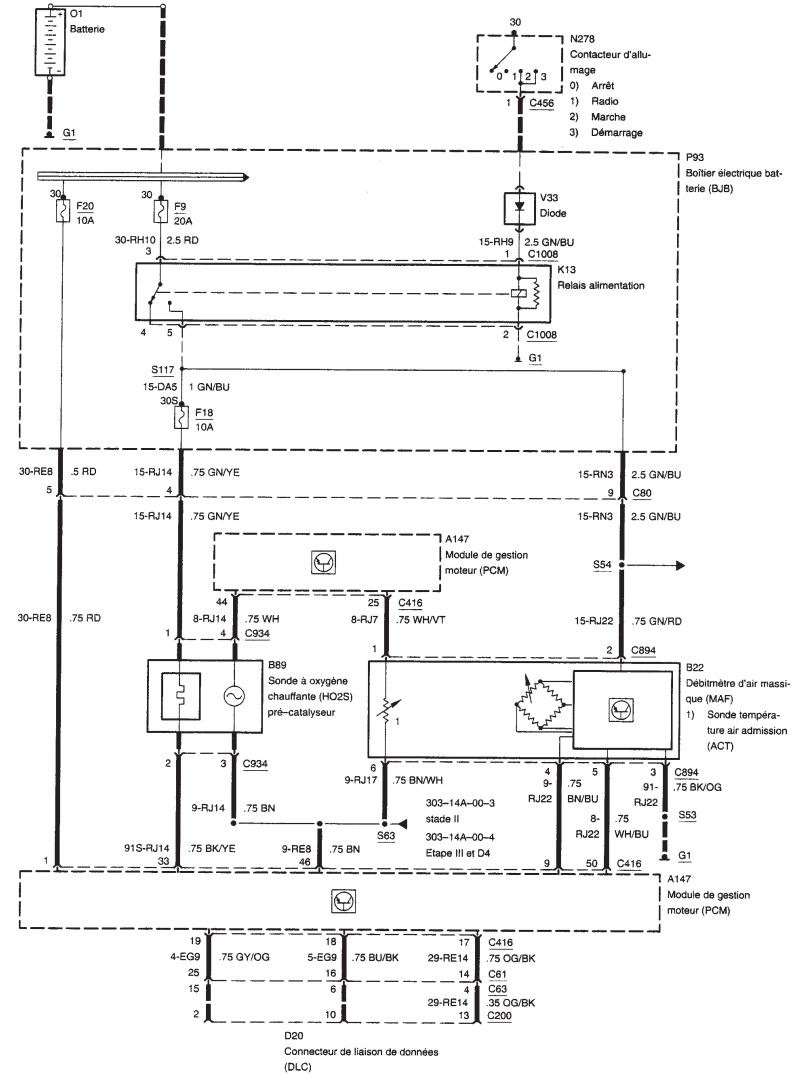 O1
Batterie
G1
30
N278
Contacteur d'allu-
mage
0) Arrêt
1) Radio
2) Marche
3) Démarrage
0 1 2 3
1 C456
P93
Boîtier électrique bat-
terie (BJB)
30 F20
10A
30 F9
20A
V33
Diode
30-RH10 2.5 RD
3
15-RH9 2.5 GN/BU
1 C1008
K13
Relais alimentation
4 5
2 C1008
G1
S117
15-DA5 1 GN/BU
30S
F18
10A
30-RE8 .5 RD
15-RJ14 .75 GN/YE
15-RN3 2.5 GN/BU
5 4 9 C80
15-RJ14 .75 GN/YE
15-RN3 2.5 GN/BU
A147
Module de gestion
moteur (PCM)
S54
44 25 C416
30-RE8 .75 RD
8-RJ14 .75 WH
8-RJ7 .75 WH/VT
15-RJ22 .75 GN/RD
1 4 C934
1 2 C894
B89
Sonde à oxygène
chauffante (HO2S)
pré-catalyseur
B22
Débitmètre d'air massi-
que (MAF)
1) Sonde tempéra-
ture air admission
(ACT)
1
2 3 C934
6 4 5 3 C894
9-RJ17 .75 BN/WH
9-
RJ22
.75
BN/BU
91-
RJ22
.75 BK/OG
9-RJ14 .75 BN
303-14A-00-3
stade II
303-14A-00-4
Etape III et D4
8-
RJ22
.75
WH/BU
S53
S63
G1
91S-RJ14 .75 BK/YE
9-RE8 .75 BN
1 33 46 9 50 C416
A147
Module de gestion
moteur (PCM)
19 18 17 C416
4-EG9 .75 GY/OG
5-EG9 .75 BU/BK
29-RE14 .75 OG/BK
25 16 14 C61
15 6 4 C63
29-RE14 .35 OG/BK
2 10 13 C200
D20
Connecteur de liaison de données
(DLC)